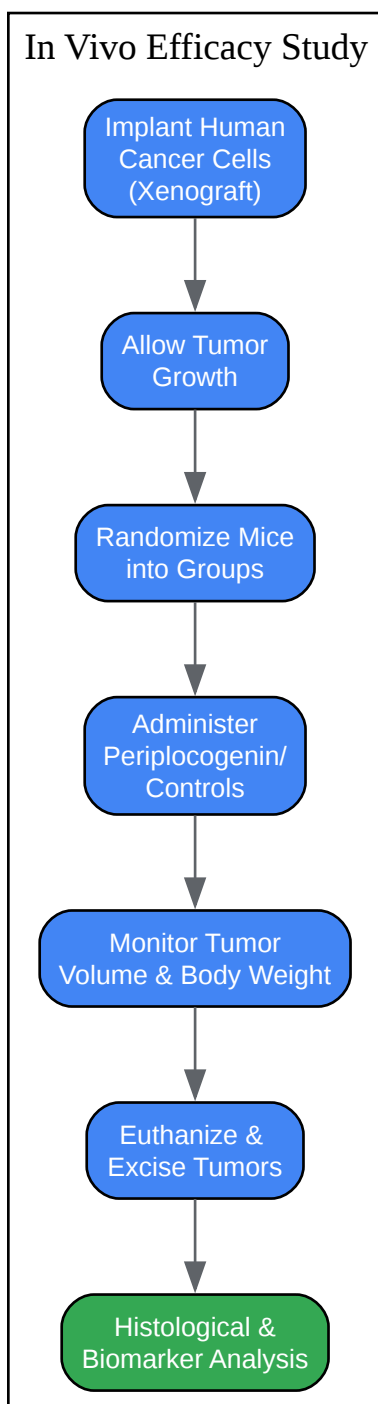 In Vivo Efficacy Study
Implant Human
Cancer Cells
(Xenograft)
Allow Tumor
Growth
Randomize Mice
into Groups
Administer
Periplocogenin/
Controls
Monitor Tumor
Volume & Body Weight
Euthanize &
Excise Tumors
Histological &
Biomarker Analysis